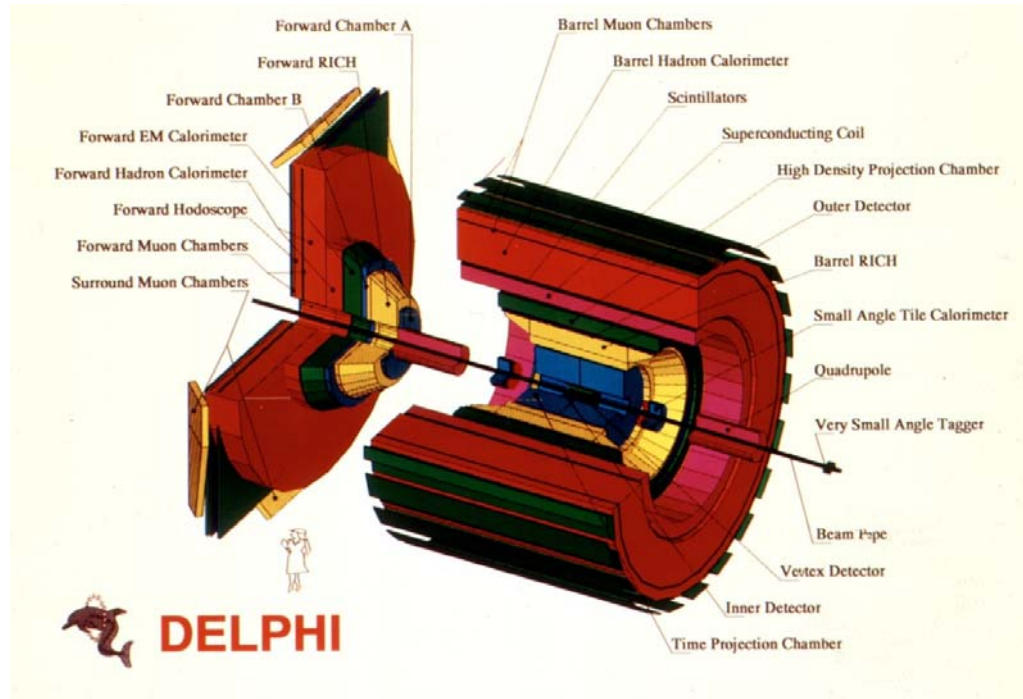 Forward Chamber A
Forward RICH
Forward Chamber B
Forward EM Calorimeter
Forward Hadron Calorimeter
Forward Hodoscope
Forward Muon Chambers
Surround Muon Chambers
Barrel Muon Chambers
Barrel Hadron Calorimeter
Scintillators
Superconducting Coil
High Density Projection Chamber
Outer Detector
Barrel RICH
Small Angle Tile Calorimeter
Quadrupole
Very Small Angle Tagger
Beam Pipe
Vertex Detector
Inner Detector
Time Projection Chamber
DELPHI